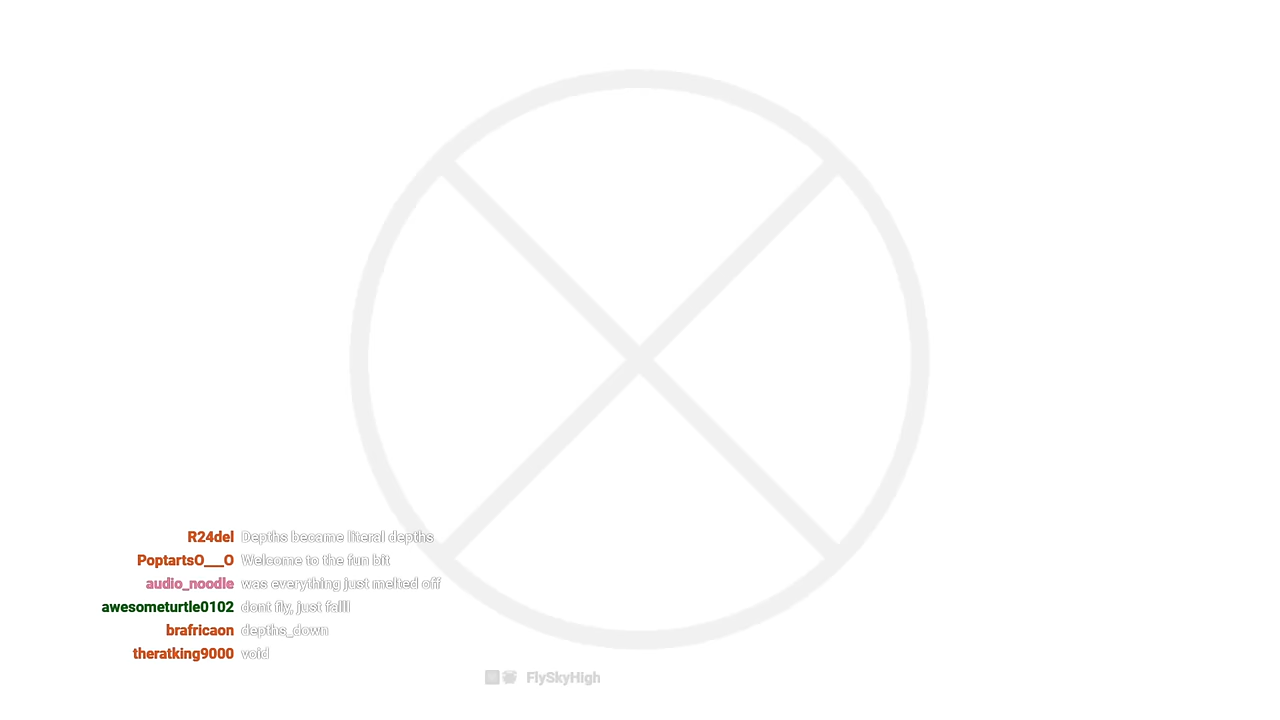 R24del Depths became literal depths
PoptartsO___O Welcome to the fun bit
audio_noodle was everything just melted off
awesometurtle0102 dont fly, just falll
brafricaon depths_down
theratking9000 void
FlySkyHigh